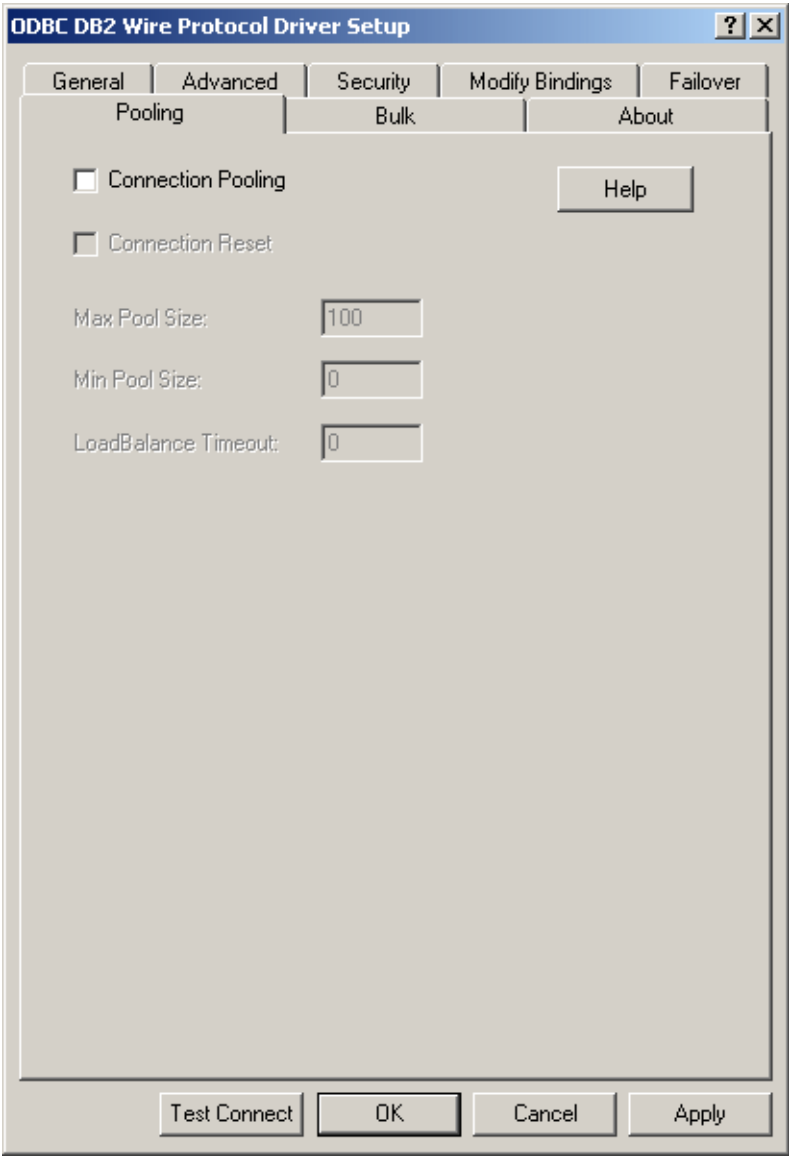 ODBC DB2 Wire Protocol Driver Setup ? X
General Advanced Security Modify Bindings Failover
Pooling Bulk About
Connection Pooling Help
Connection Reset
Max Pool Size: 100
Min Pool Size: 0
LoadBalance Timeout: 0
Test Connect OK Cancel Apply